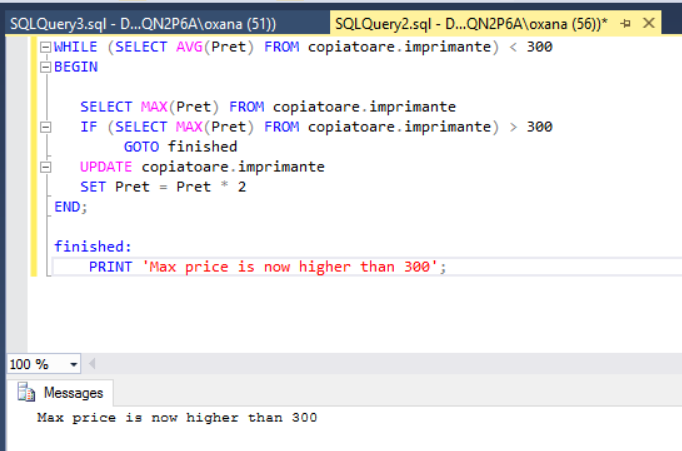 SQLQuery3.sql - D...QN2P6A\oxana (51)) SQLQuery2.sql - D...QN2P6A\oxana (56))*
WHILE (SELECT AVG(Pret) FROM copiatoare.imprimante) < 300
BEGIN
SELECT MAX(Pret) FROM copiatoare.imprimante
IF (SELECT MAX(Pret) FROM copiatoare.imprimante) > 300
GOTO finished
UPDATE copiatoare.imprimante
SET Pret = Pret * 2
END;
finished:
PRINT 'Max price is now higher than 300';
100 %
Messages
Max price is now higher than 300